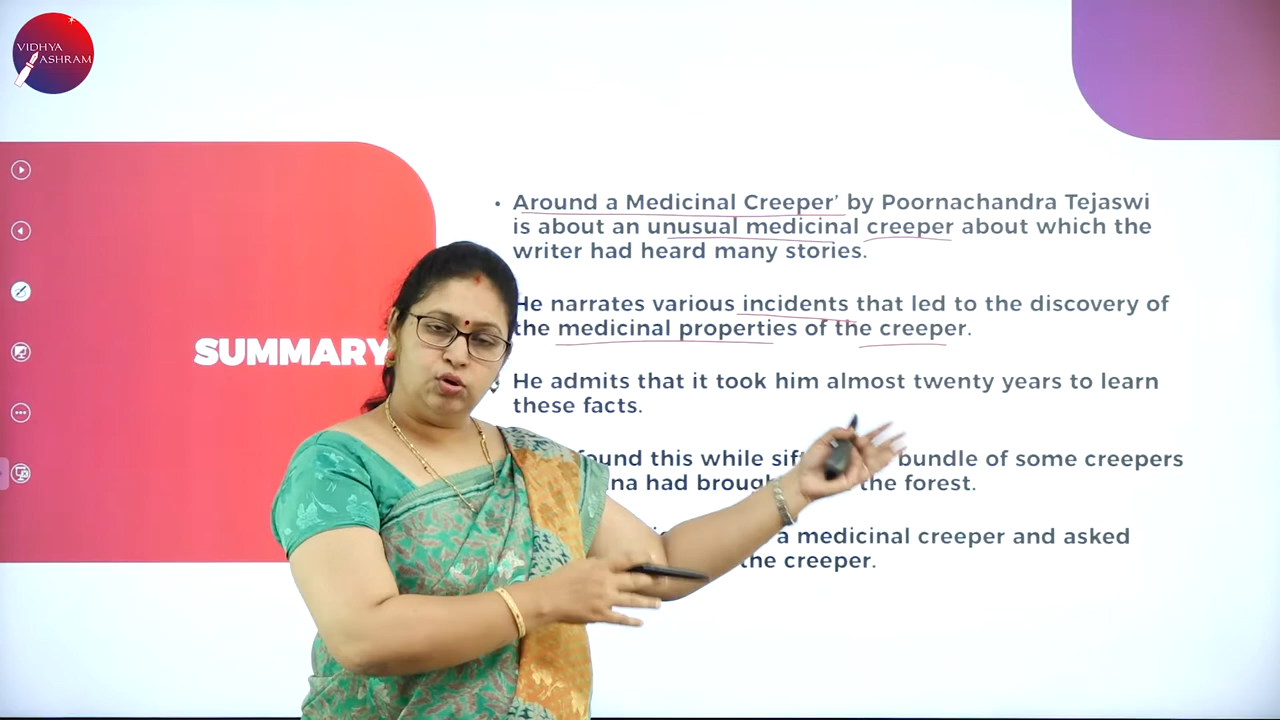 VIDHYA
ASHRAM
SUMMARY
• Around a Medicinal Creeper’ by Poornachandra Tejaswi
is about an unusual medicinal creeper about which the
writer had heard many stories.
He narrates various incidents that led to the discovery of
the medicinal properties of the creeper.
He admits that it took him almost twenty years to learn
these facts.
found this while bundle of some creepers
had the forest.
a medicinal creeper and asked
the creeper.